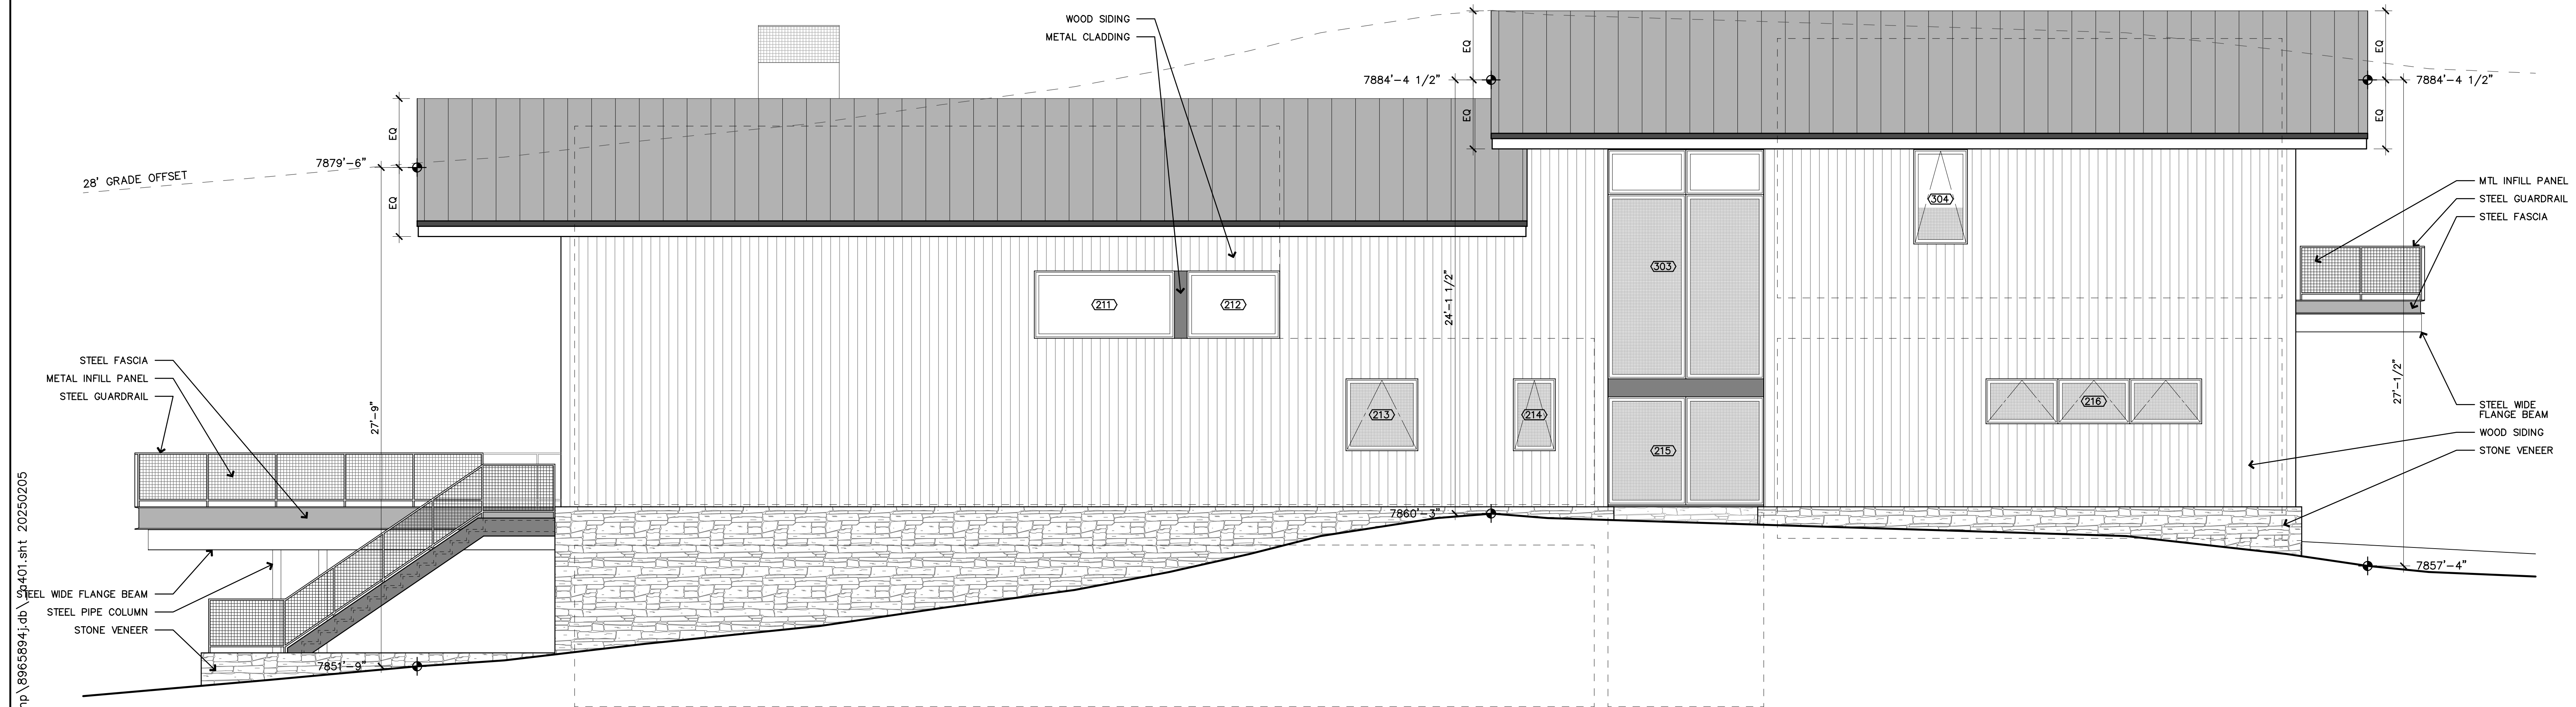 WOOD SIDING
METAL CLADDING
EQ
EQ
7884'-4 1/2"
EQ
EQ
7884'-4 1/2"
EQ
EQ
7879'-6"
28' GRADE OFFSET
304
303
211
212
24'-1 1/2"
213
214
215
216
MTL INFILL PANEL
STEEL GUARDRAIL
STEEL FASCIA
STEEL FASCIA
METAL INFILL PANEL
STEEL GUARDRAIL
27'-9"
27'-1/2"
STEEL WIDE
FLANGE BEAM
WOOD SIDING
STONE VENEER
7860'-3"
7857'-4"
STEEL WIDE FLANGE BEAM
STEEL PIPE COLUMN
STONE VENEER
7851'-9"
mp\8965894j.db\ a401.sht 20250205